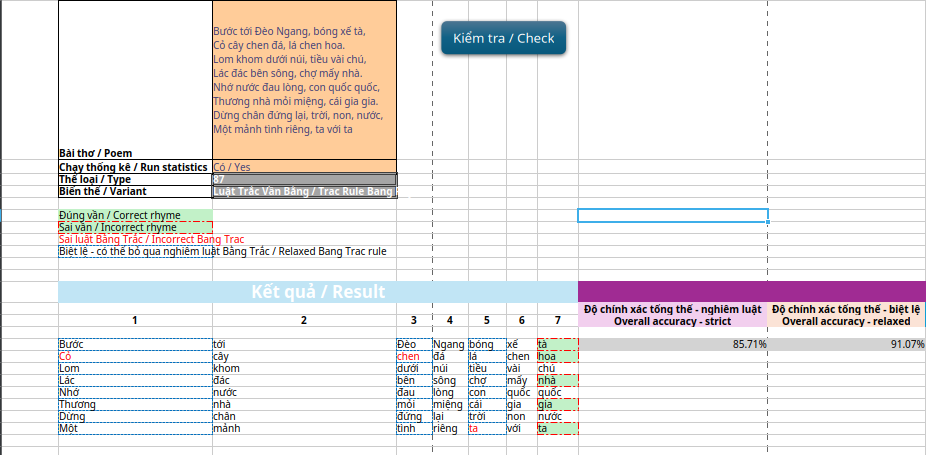 Bước tới Đèo Ngang, bóng xế tà,
Cỏ cây chen đá, lá chen hoa.
Lom khom dưới núi, tiều vài chú,
Lác đác bên sông, chợ mấy nhà.
Nhớ nước đau lòng, con quốc quốc,
Thương nhà mỏi miệng, cái gia gia.
Dừng chân đứng lại, trời, non, nước,
Một mảnh tình riêng, ta với ta
Kiểm tra / Check
Bài thơ / Poem
Chạy thống kê / Run statistics Có / Yes
Thể loại / Type 87
Biến thể / Variant Luật Trắc Vần Bằng / Trac Rule Bang
Đúng vần / Correct rhyme
Sai vần / Incorrect rhyme
Sai luật Bằng Trắc / Incorrect Bang Trac
Biệt lệ - có thể bỏ qua nghiêm luật Bằng Trắc / Relaxed Bang Trac rule
Kết quả / Result
Độ chính xác tổng thể - nghiêm luật Độ chính xác tổng thể - biệt lệ
1 2 3 4 5 6 7 Overall accuracy - strict Overall accuracy - relaxed
Bước tới Đèo Ngang bóng xế tà 85.71% 91.07%
Cỏ cây chen đá lá chen hoa
Lom khom dưới núi tiều vài chú
Lác đác bên sông chợ mấy nhà
Nhớ nước đau lòng con quốc quốc
Thương nhà mỏi miệng cái gia gia
Dừng chân đứng lại trời non nước
Một mảnh tình riêng ta với ta